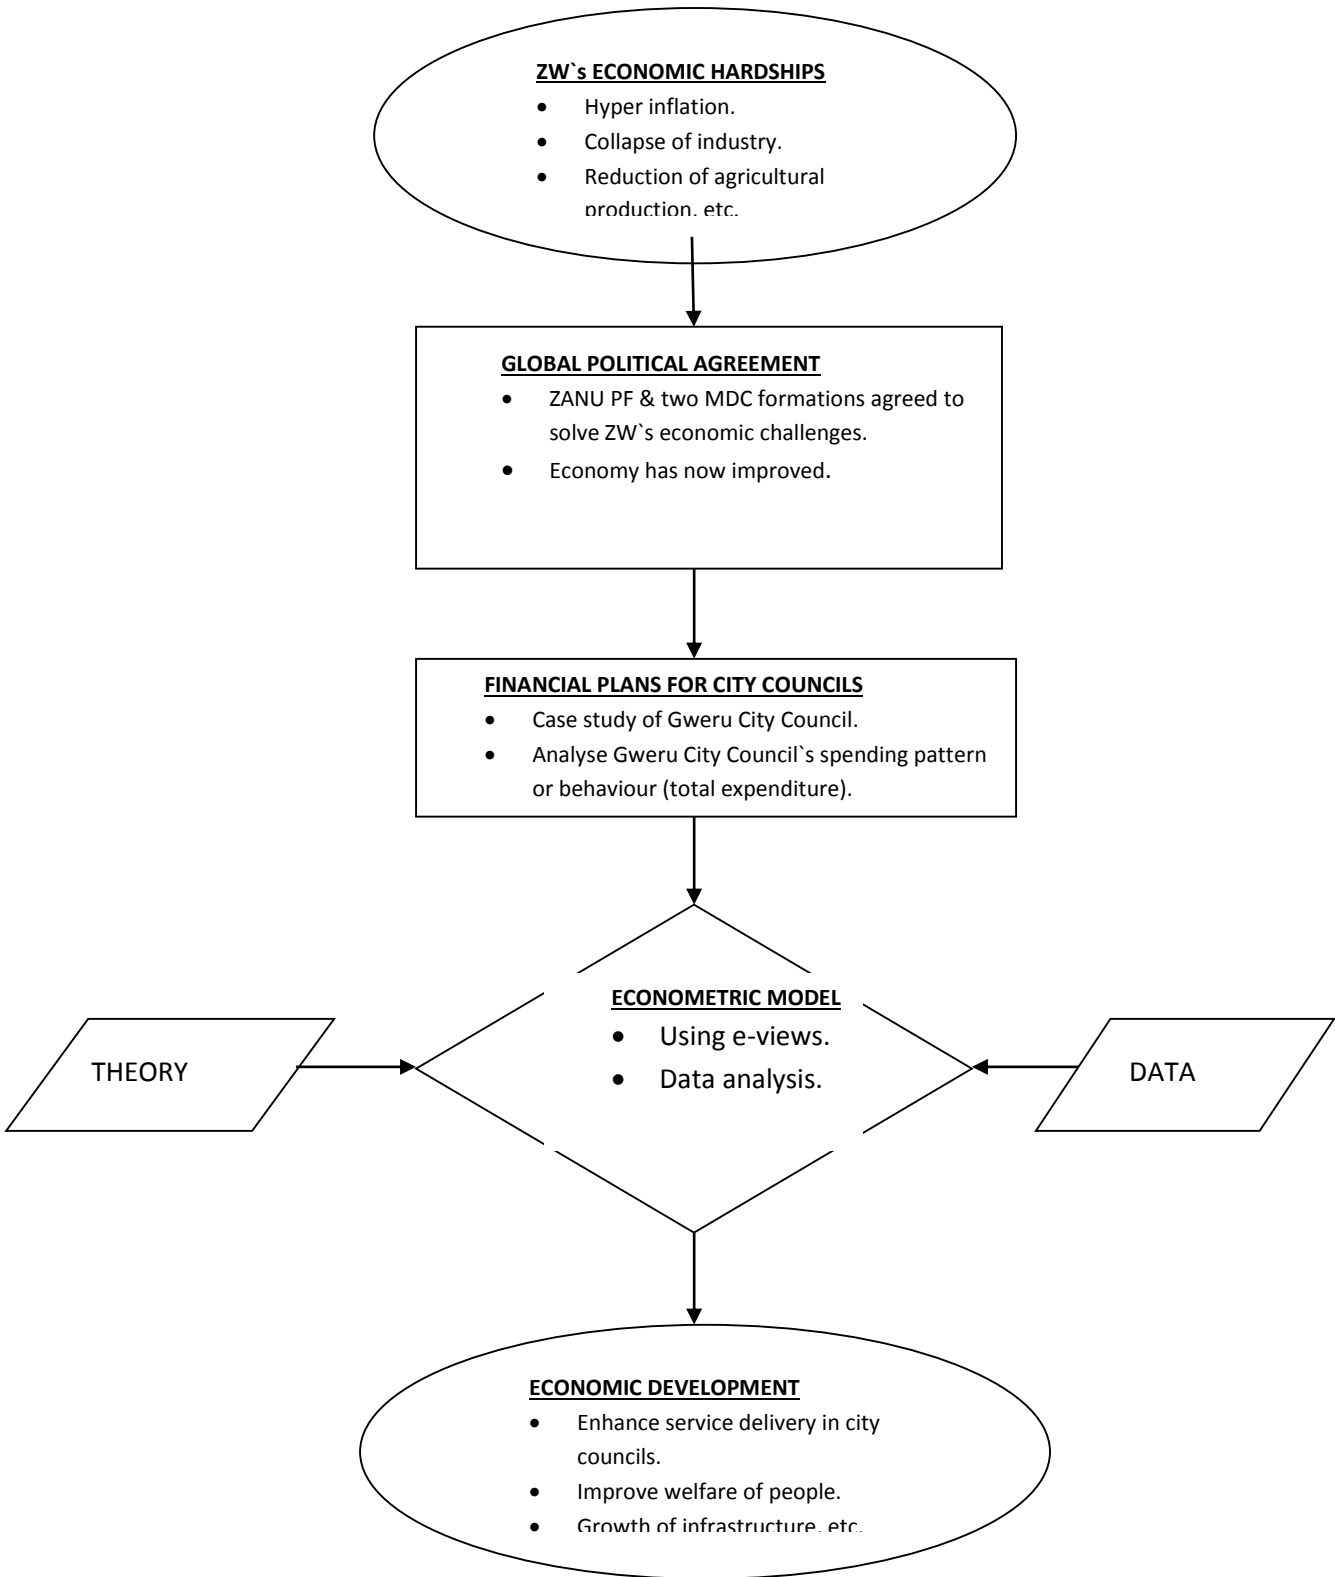 ZW`s ECONOMIC HARDSHIPS
• Hyper inflation.
• Collapse of industry.
• Reduction of agricultural
production, etc.
GLOBAL POLITICAL AGREEMENT
• ZANU PF & two MDC formations agreed to
solve ZW`s economic challenges.
• Economy has now improved.
FINANCIAL PLANS FOR CITY COUNCILS
• Case study of Gweru City Council.
• Analyse Gweru City Council`s spending pattern
or behaviour (total expenditure).
ECONOMETRIC MODEL
• Using e-views.
• Data analysis.
THEORY
DATA
ECONOMIC DEVELOPMENT
• Enhance service delivery in city
councils.
• Improve welfare of people.
• Growth of infrastructure, etc.